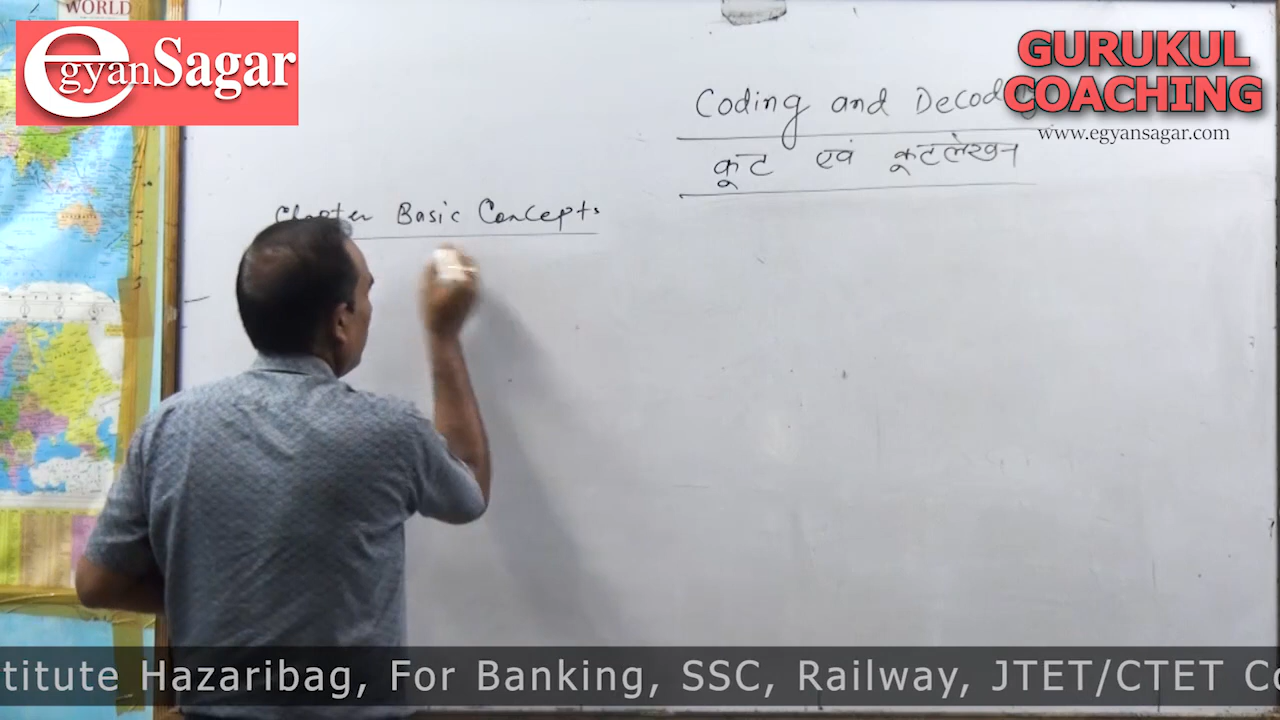 WORLD
egyanSagar
GURUKUL
COACHING
www.egyansagar.com
Coding and Decoding
कूट एवं कूटलेखन
Chapter Basic Concepts
titute Hazaribag, For Banking, SSC, Railway, JTET/CTET Co